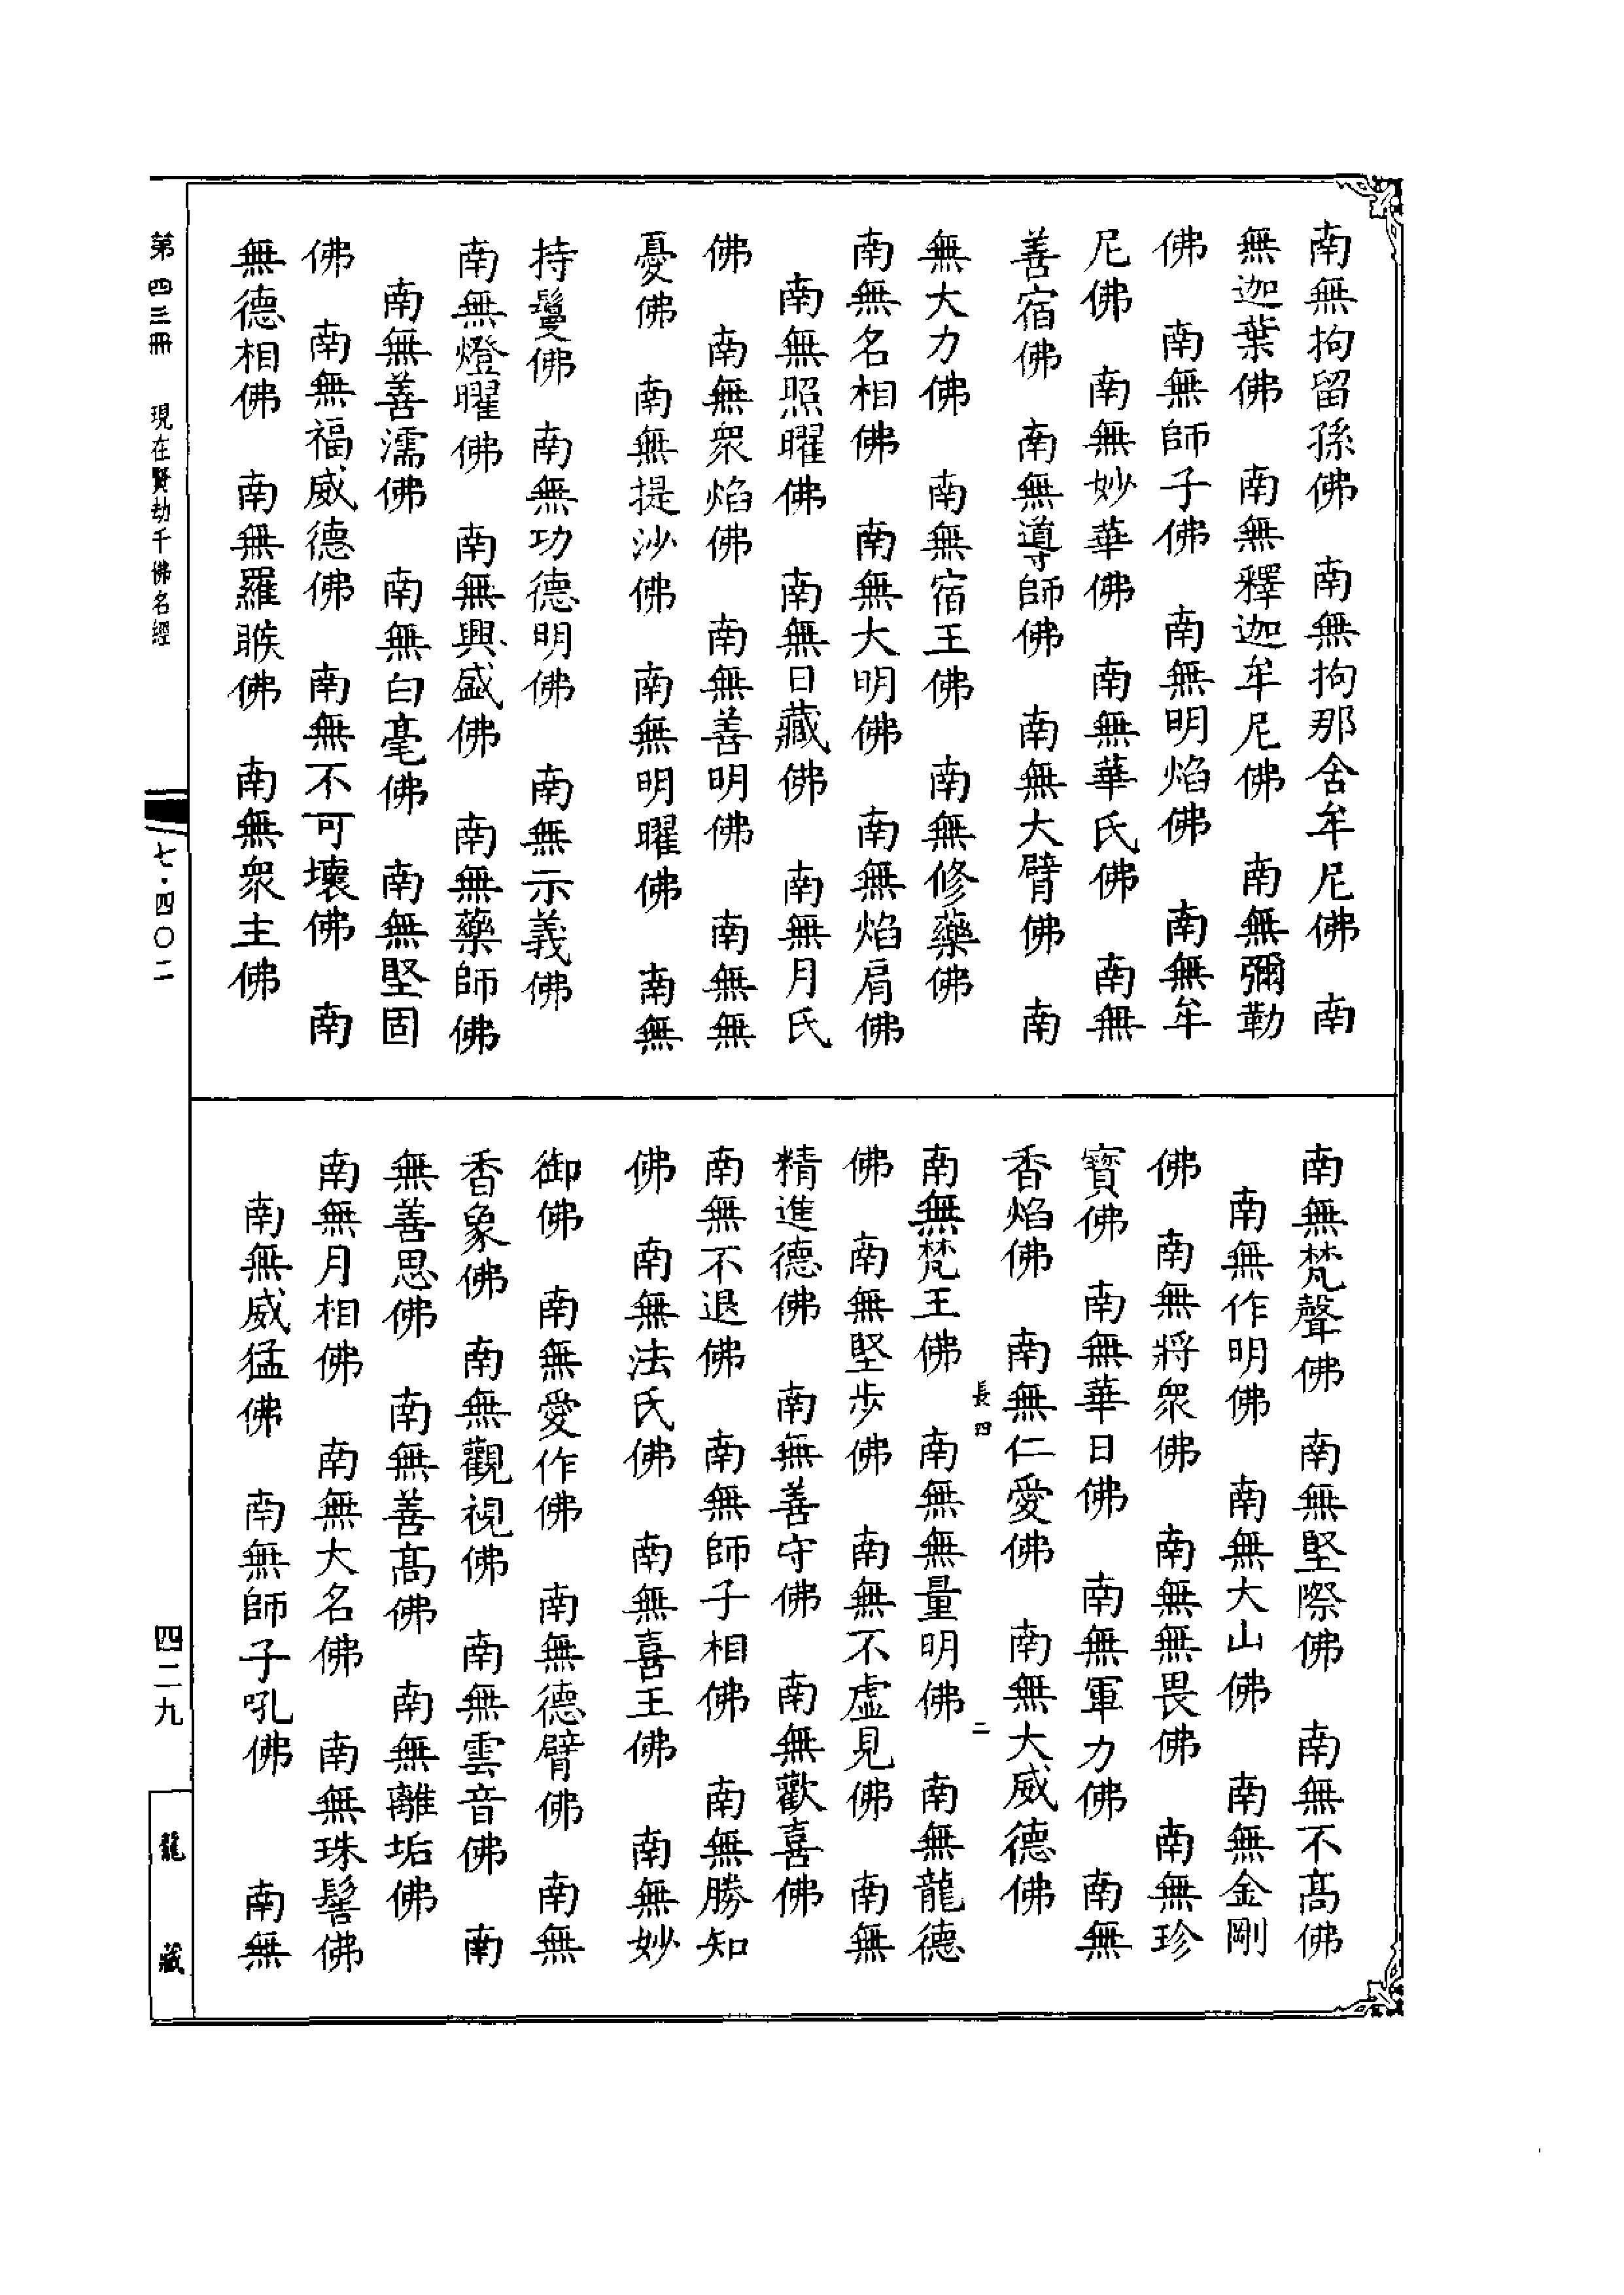 南無拘留孫佛　南無拘那舍牟尼佛　南
無迦葉佛　南無釋迦牟尼佛　南無彌勒
佛　南無師子佛　南無明焰佛　南無牟
尼佛　南無妙華佛　南無華氏佛　南無
善宿佛　南無導師佛　南無大臂佛　南
無大力佛　南無宿王佛　南無修藥佛
南無名相佛　南無大明佛　南無焰肩佛
南無照曜佛　南無日藏佛　南無月氏
佛　南無衆焰佛　南無善明佛　南無無
憂佛　南無提沙佛　南無明曜佛　南無
持鬘佛　南無功德明佛　南無示義佛
南無燈曜佛　南無興盛佛　南無藥師佛
南無善濡佛　南無白毫佛　南無堅固
佛　南無福威德佛　南無不可壞佛　南
無德相佛　南無羅睺佛　南無衆主佛
南無梵聲佛　南無堅際佛　南無不高佛
南無作明佛　南無大山佛　南無金剛
佛　南無將衆佛　南無無畏佛　南無珍
寶佛　南無華日佛　南無軍力佛　南無
香焰佛　南無仁愛佛　南無大威德佛
長四　二
南無梵王佛　南無無量明佛　南無龍德
佛　南無堅步佛　南無不虛見佛　南無
精進德佛　南無善守佛　南無歡喜佛
南無不退佛　南無師子相佛　南無勝知
佛　南無法氏佛　南無喜王佛　南無妙
御佛　南無愛作佛　南無德臂佛　南無
香象佛　南無觀視佛　南無雲音佛　南
無善思佛　南無善高佛　南無離垢佛
南無月相佛　南無大名佛　南無珠髻佛
南無威猛佛　南無師子吼佛　南無
第四三冊　現在賢劫千佛名經　七·四〇二　四二九　龍藏